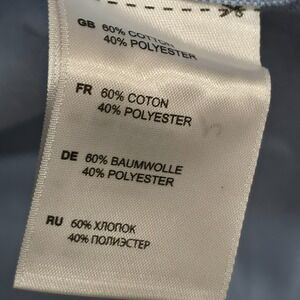 GB 60% COTTON
40% POLYESTER
FR 60% COTON
40% POLYESTER
DE 60% BAUMWOLLE
40% POLYESTER
RU 60% ХЛОПОК
40% ПОЛИЭСТЕР